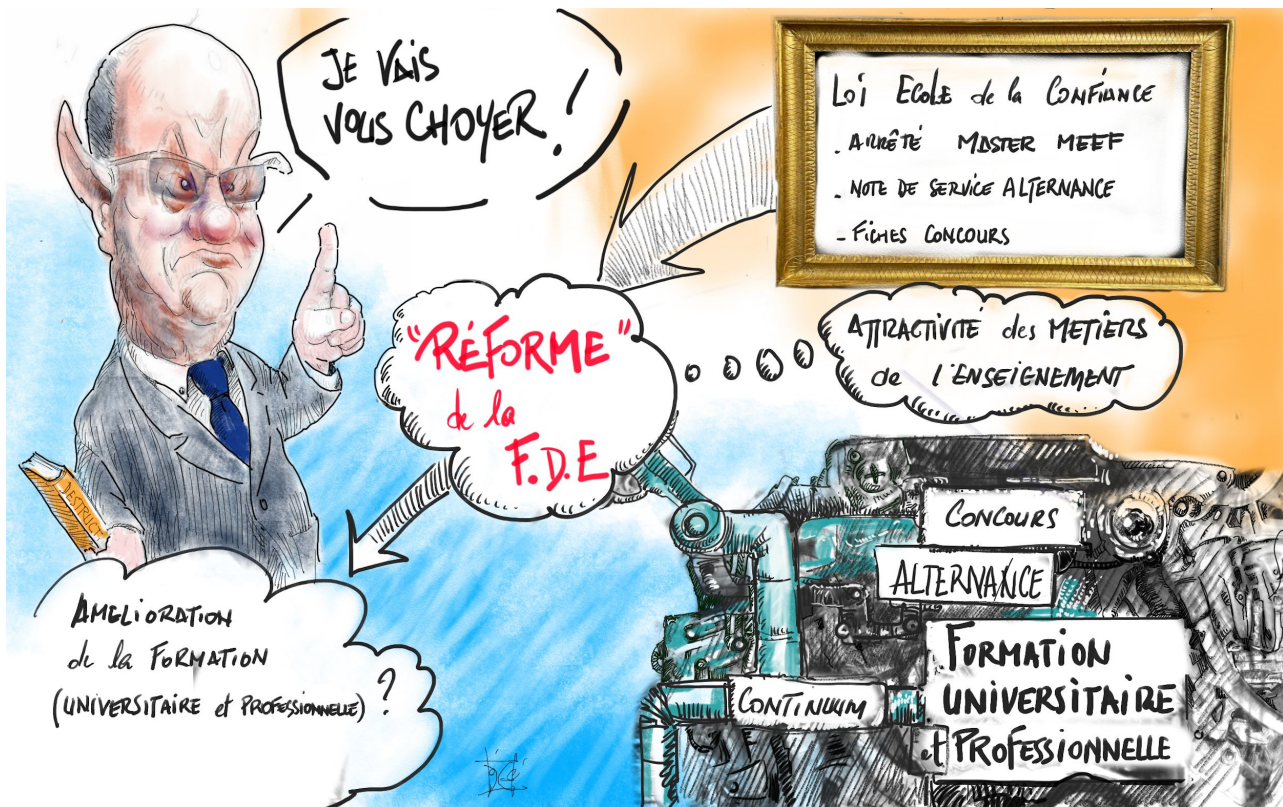 JE VAIS
VOUS CHOYER !
LOI ECOLE de la CONFIANCE
. ARRÊTÉ MASTER MEEF
. NOTE DE SERVICE ALTERNANCE
- FICHES CONCOURS
"RÉFORME"
de la
F.D.E
ATTRACTIVITÉ des METIERS
de l'ENSEIGNEMENT
DESTRUCT
AMELIORATION
de la FORMATION
(UNIVERSITAIRE et PROFESSIONNELLE) ?
CONCOURS
ALTERNANCE
FORMATION
UNIVERSITAIRE
et PROFESSIONNELLE
CONTINUUM